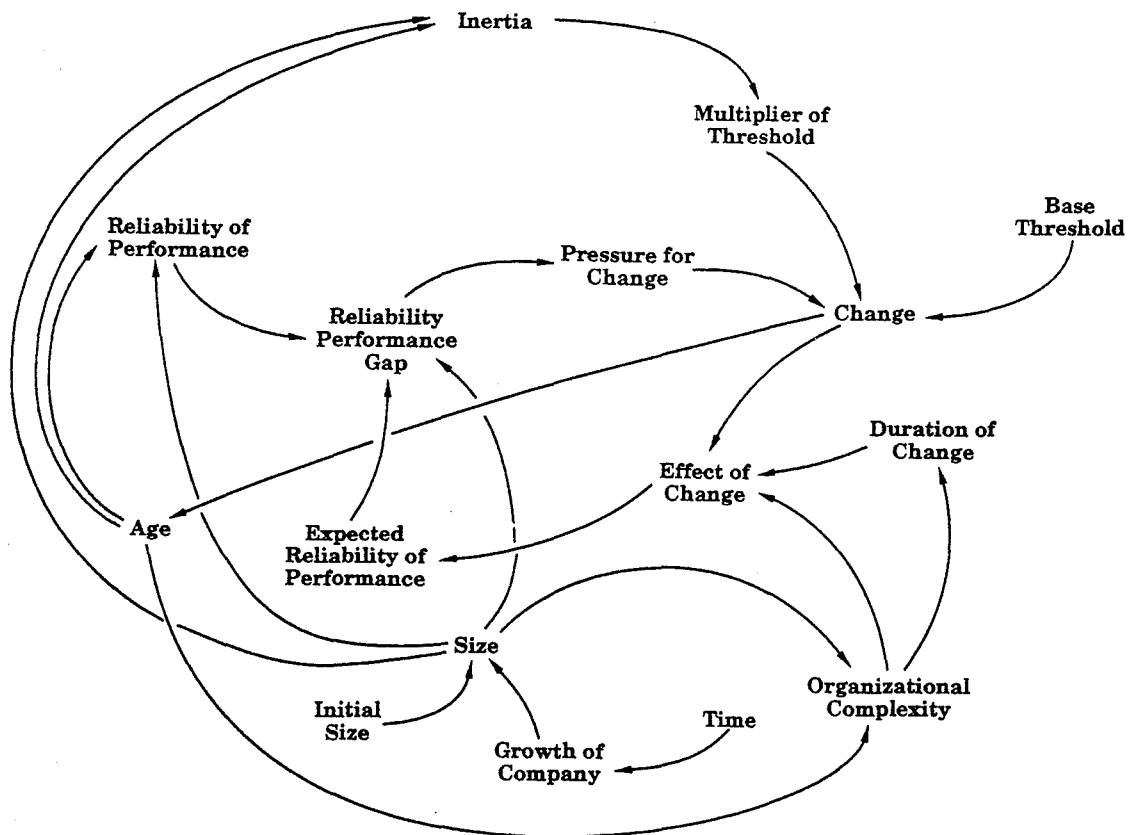 Inertia
Multiplier of
Threshold
Base
Threshold
Reliability of
Performance
Pressure for
Change
Reliability
Performance
Gap
Change
Duration of
Change
Effect of
Change
Age
Expected
Reliability of
Performance
Size
Organizational
Complexity
Initial
Size
Time
Growth of
Company